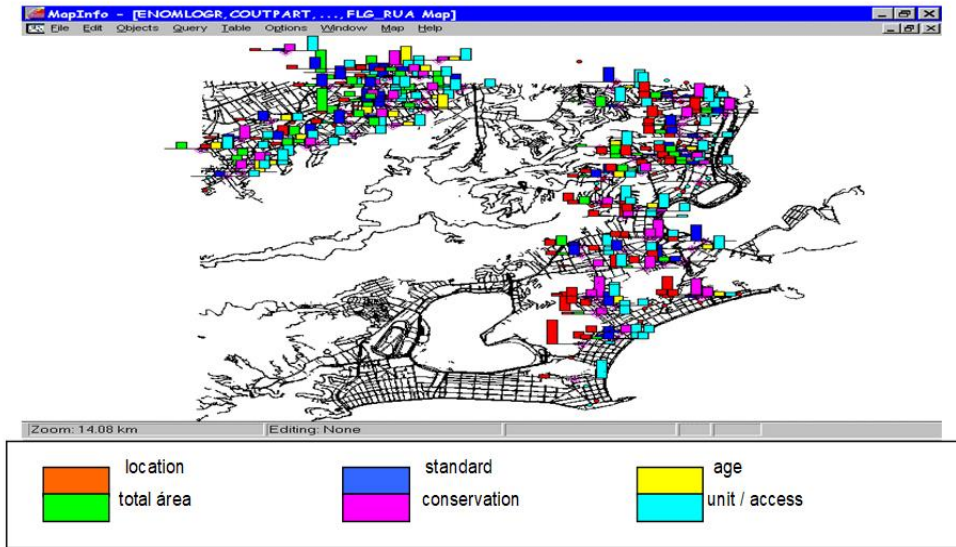 MapInfo - [ENOMLOGR,COUTPART,...,FLG_RUA Map]
File Edit Objects Query Table Options Window Map Help
Zoom: 14.08 km Editing: None
location standard age
total área conservation unit / access